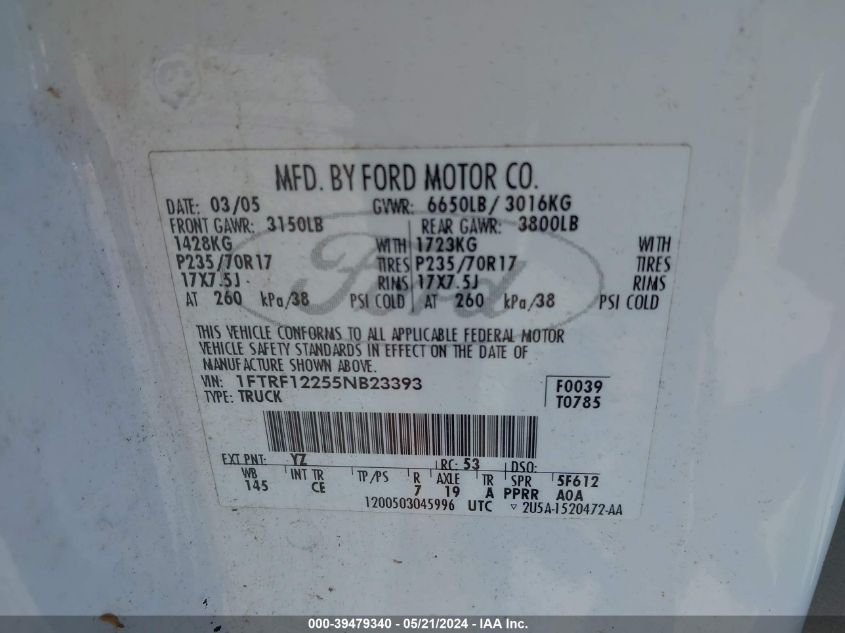 MFD. BY FORD MOTOR CO.
DATE: 03/05 GVWR: 6650LB/ 3016KG
FRONT GAWR: 3150LB REAR GAWR: 3800LB
1428KG WITH 1723KG WITH
P235/70R17 TIRES P235/70R17 TIRES
17X7.5J RIMS 17X7.5J RIMS
AT 260 kPa/38 PSI COLD AT 260 kPa/38 PSI COLD
Ford
THIS VEHICLE CONFORMS TO ALL APPLICABLE FEDERAL MOTOR
VEHICLE SAFETY STANDARDS IN EFFECT ON THE DATE OF
MANUFACTURE SHOWN ABOVE.
VIN: 1FTRF12255NB23393 F0039
TYPE: TRUCK T0785
EXT PNT: YZ RC: 53 DSO:
WB INT TR TP/PS R AXLE TR SPR 5F612
145 CE 7 19 A PPRR A0A
1200503045996 UTC ▽ 2U5A-1520472-AA
000-39479340 - 05/21/2024 - IAA Inc.